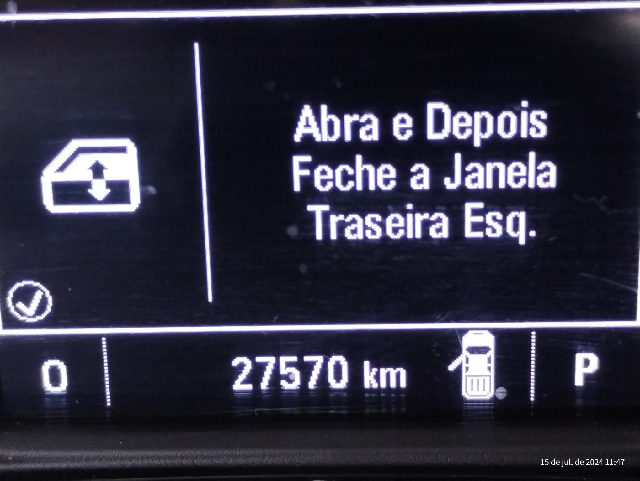 Abra e Depois
Feche a Janela
Traseira Esq.
0
27570 km
P
15 de jul. de 2024 11:47